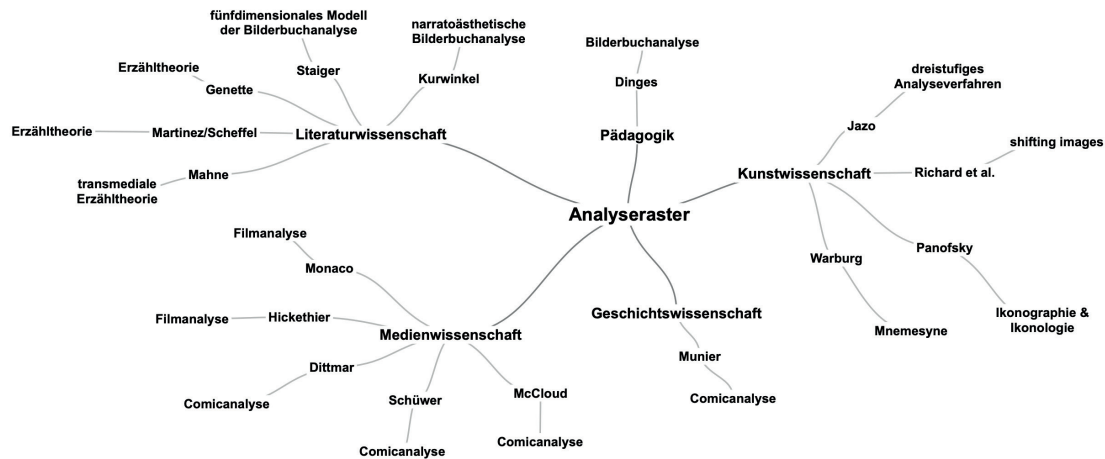 fünfdimensionales Modell
der Bilderbuchanalyse
narratoästhetische
Bilderbuchanalyse
Erzähltheorie
Staiger
Genette
Kurwinkel
Erzähltheorie
Martinez/Scheffel
Literaturwissenschaft
Mahne
transmediale
Erzähltheorie
Bilderbuchanalyse
Dinges
Pädagogik
dreistufiges
Analyseverfahren
Jazo
shifting images
Kunstwissenschaft
Richard et al.
Analyseraster
Panofsky
Warburg
Ikonographie &
Ikonologie
Mnemesyne
Filmanalyse
Monaco
Filmanalyse
Hickethier
Medienwissenschaft
Dittmar
Comicanalyse
Schüwer
Comicanalyse
McCloud
Comicanalyse
Geschichtswissenschaft
Munier
Comicanalyse